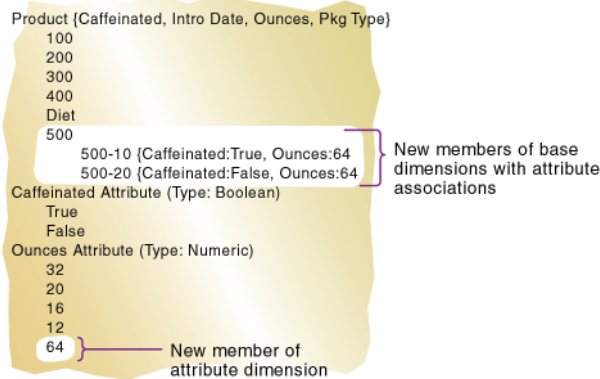 Product {Caffeinated, Intro Date, Ounces, Pkg Type}
100
200
300
400
Diet
500
500-10 {Caffeinated:True, Ounces:64
500-20 {Caffeinated:False, Ounces:64
New members of base
dimensions with attribute
associations
Caffeinated Attribute (Type: Boolean)
True
False
Ounces Attribute (Type: Numeric)
32
20
16
12
64
New member of
attribute dimension